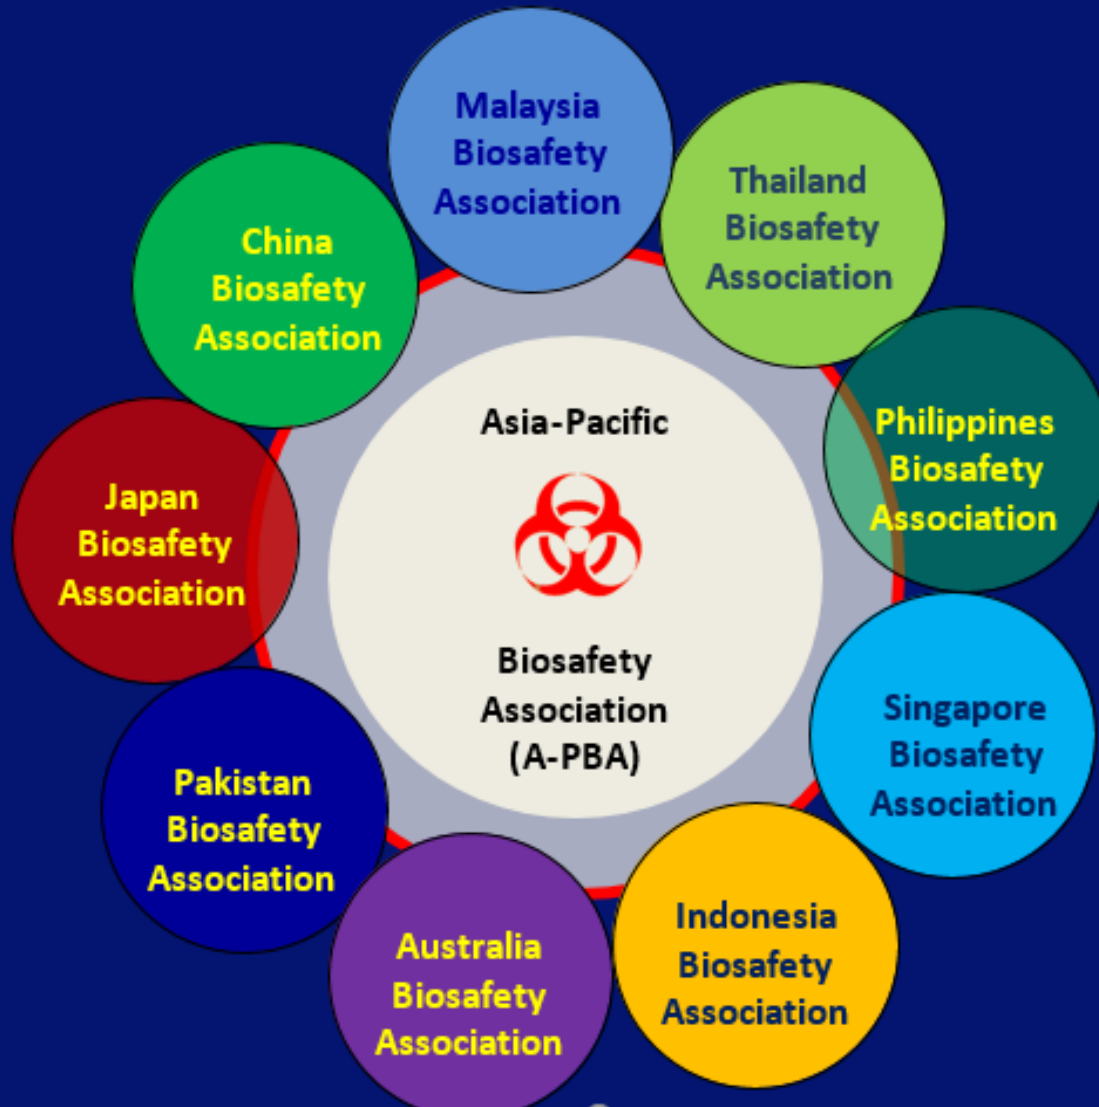 Malaysia
Biosafety
Association
Thailand
Biosafety
Association
China
Biosafety
Association
Asia-Pacific
Biosafety
Association
(A-PBA)
Philippines
Biosafety
Association
Japan
Biosafety
Association
Singapore
Biosafety
Association
Pakistan
Biosafety
Association
Indonesia
Biosafety
Association
Australia
Biosafety
Association